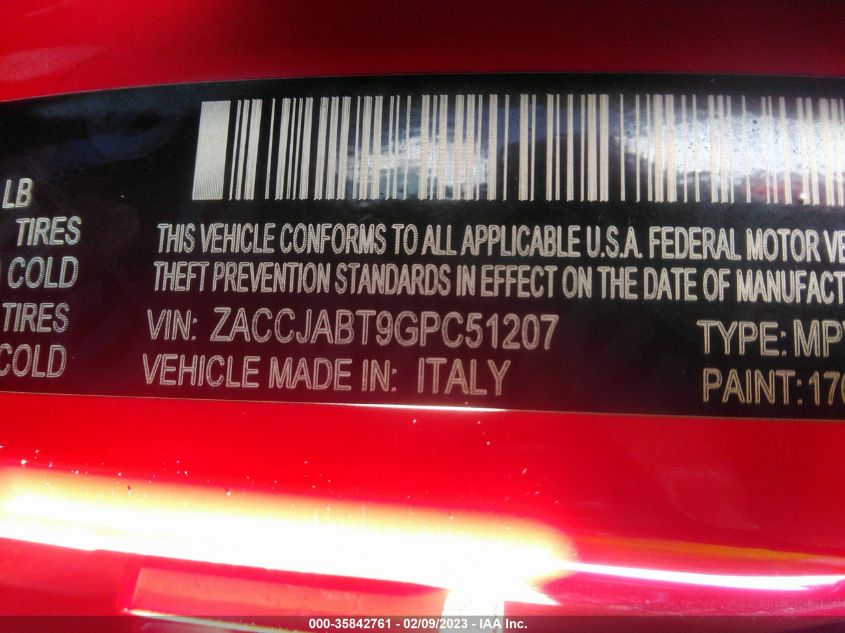 LB
TIRES
COLD
TIRES
COLD
THIS VEHICLE CONFORMS TO ALL APPLICABLE U.S.A. FEDERAL MOTOR VE
THEFT PREVENTION STANDARDS IN EFFECT ON THE DATE OF MANUFACT
VIN: ZACCJABT9GPC51207 TYPE: MP
VEHICLE MADE IN: ITALY PAINT: 170
000-35842761 - 02/09/2023 - IAA Inc.